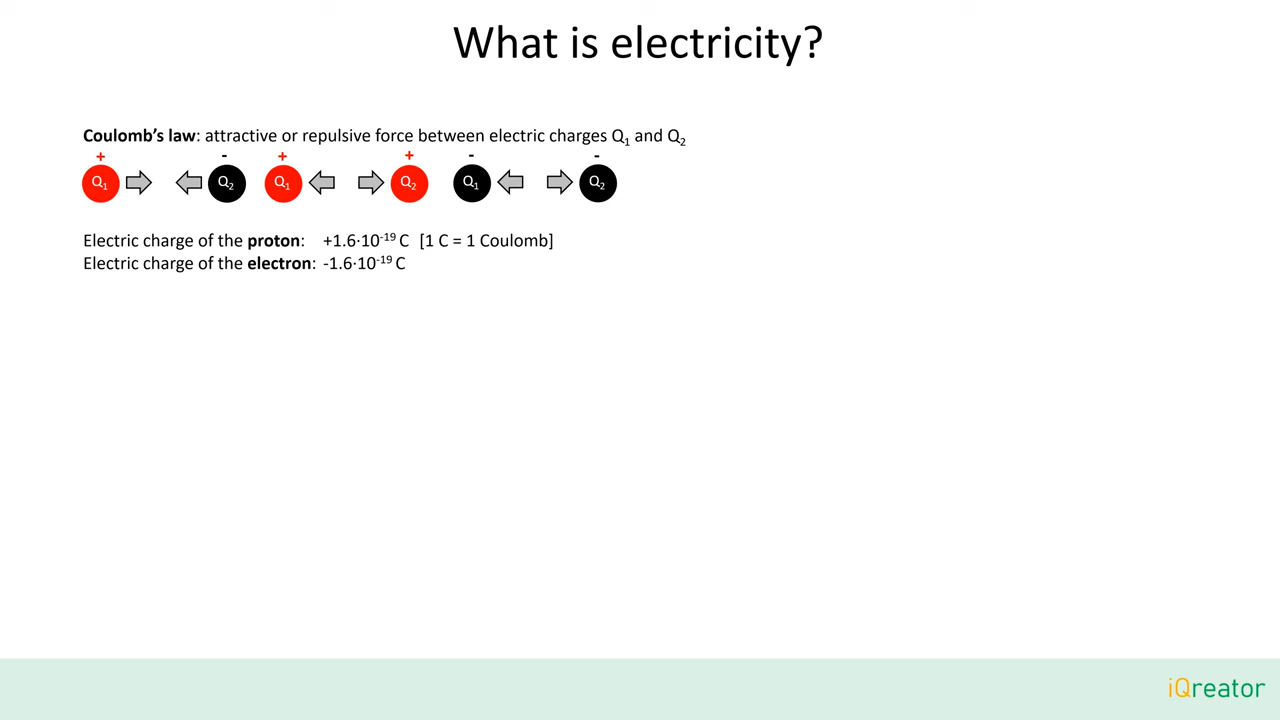 What is electricity?
Coulomb's law: attractive or repulsive force between electric charges Q₁ and Q₂
+ - + + - -
Q₁ Q₂ Q₁ Q₂ Q₁ Q₂
Electric charge of the proton: +1.6·10⁻¹⁹ C [1 C = 1 Coulomb]
Electric charge of the electron: -1.6·10⁻¹⁹ C
iQreator